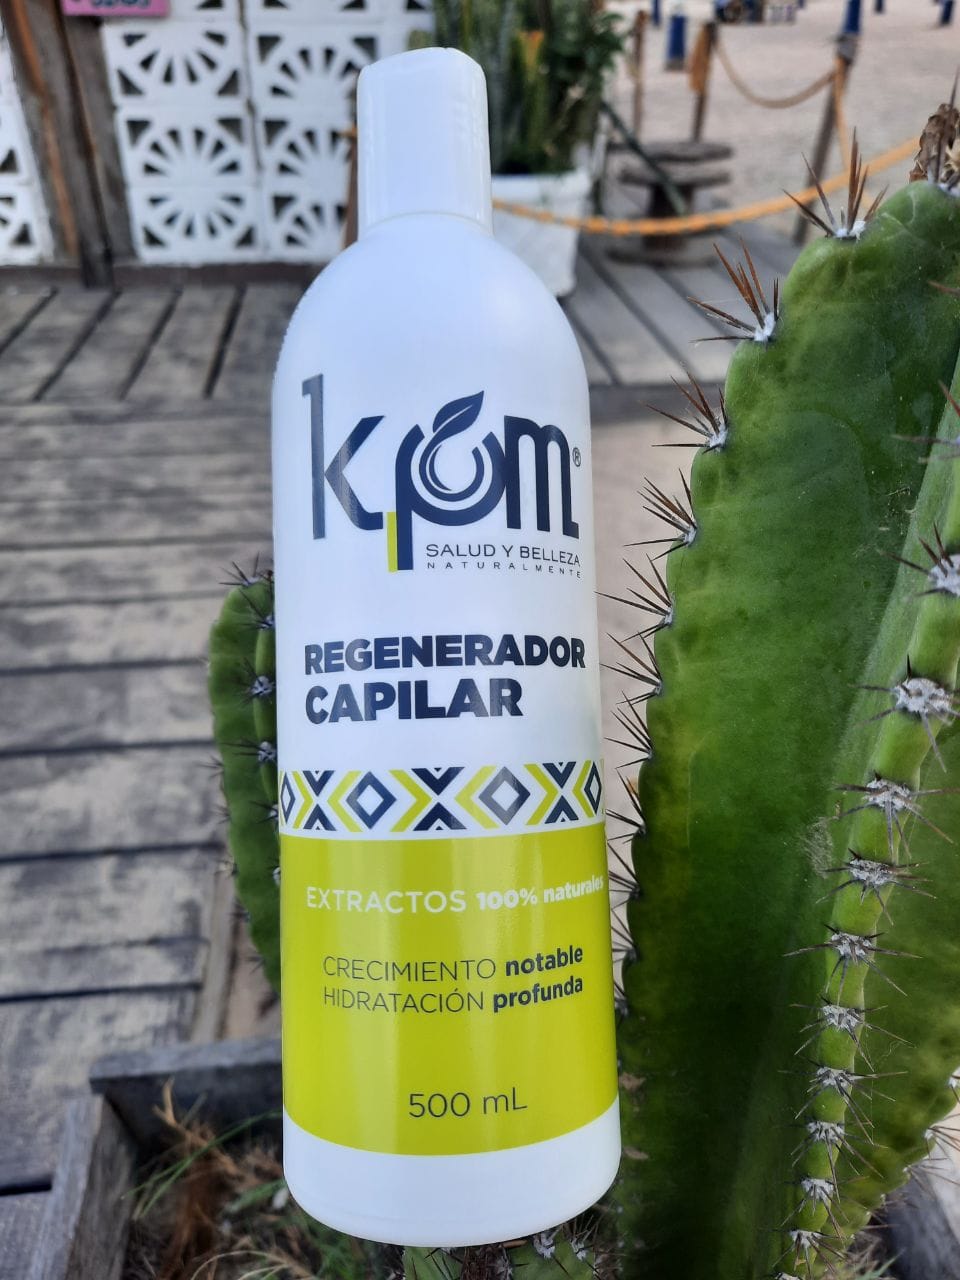 kpm®
SALUD Y BELLEZA
NATURALMENTE
REGENERADOR
CAPILAR
EXTRACTOS 100% naturales
CRECIMIENTO notable
HIDRATACIÓN profunda
500 mL